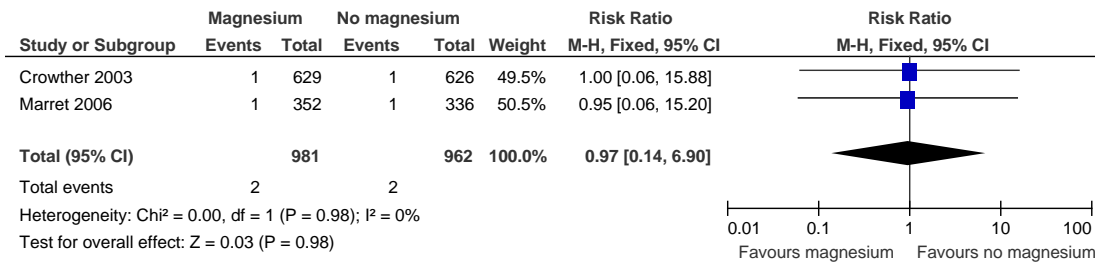 Magnesium No magnesium Risk Ratio Risk Ratio
Study or Subgroup Events Total Events Total Weight M-H, Fixed, 95% CI M-H, Fixed, 95% CI
Crowther 2003 1 629 1 626 49.5% 1.00 [0.06, 15.88]
Marret 2006 1 352 1 336 50.5% 0.95 [0.06, 15.20]
Total (95% CI) 981 962 100.0% 0.97 [0.14, 6.90]
Total events 2 2
Heterogeneity: Chi² = 0.00, df = 1 (P = 0.98); I² = 0%
Test for overall effect: Z = 0.03 (P = 0.98)
0.01 0.1 1 10 100
Favours magnesium Favours no magnesium